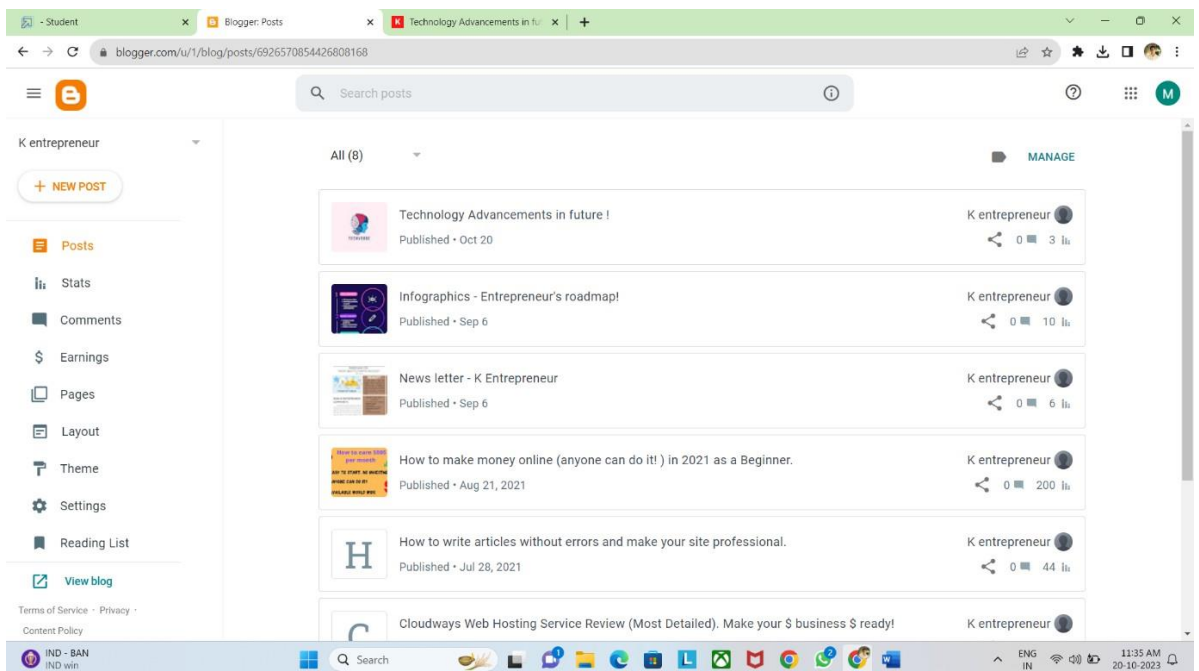 - Student
Blogger: Posts
Technology Advancements in fu
blogger.com/u/1/blog/posts/6926570854426808168
Search posts
M
K entrepreneur
All (8)
MANAGE
+ NEW POST
Technology Advancements in future !
K entrepreneur
Published • Oct 20
0 3
Posts
Stats
Infographics - Entrepreneur's roadmap!
K entrepreneur
Published • Sep 6
0 10
Comments
Earnings
News letter - K Entrepreneur
K entrepreneur
Published • Sep 6
0 6
Pages
Layout
How to earn 500$
per month
How to make money online (anyone can do it! ) in 2021 as a Beginner.
K entrepreneur
Published • Aug 21, 2021
0 200
Theme
Settings
Reading List
H
How to write articles without errors and make your site professional.
K entrepreneur
Published • Jul 28, 2021
0 44
View blog
Terms of Service · Privacy ·
Content Policy
C
Cloudways Web Hosting Service Review (Most Detailed). Make your $ business $ ready!
K entrepreneur
IND - BAN
IND win
Search
ENG
IN
11:35 AM
20-10-2023